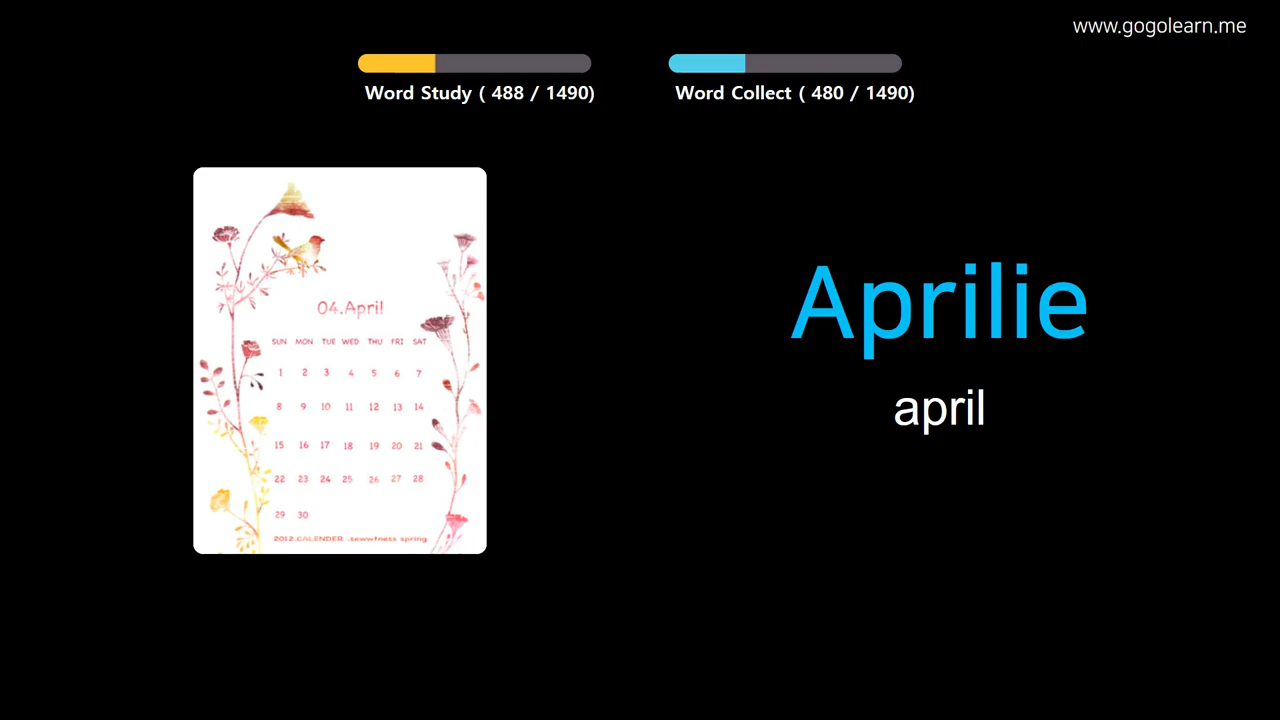 www.gogolearn.me
Word Study ( 488 / 1490)
Word Collect ( 480 / 1490)
04.April
SUN MON TUE WED THU FRI SAT
1 2 3 4 5 6 7
8 9 10 11 12 13 14
15 16 17 18 19 20 21
22 23 24 25 26 27 28
29 30
2012.CALENDER .sewwtness spring
Aprilie
april